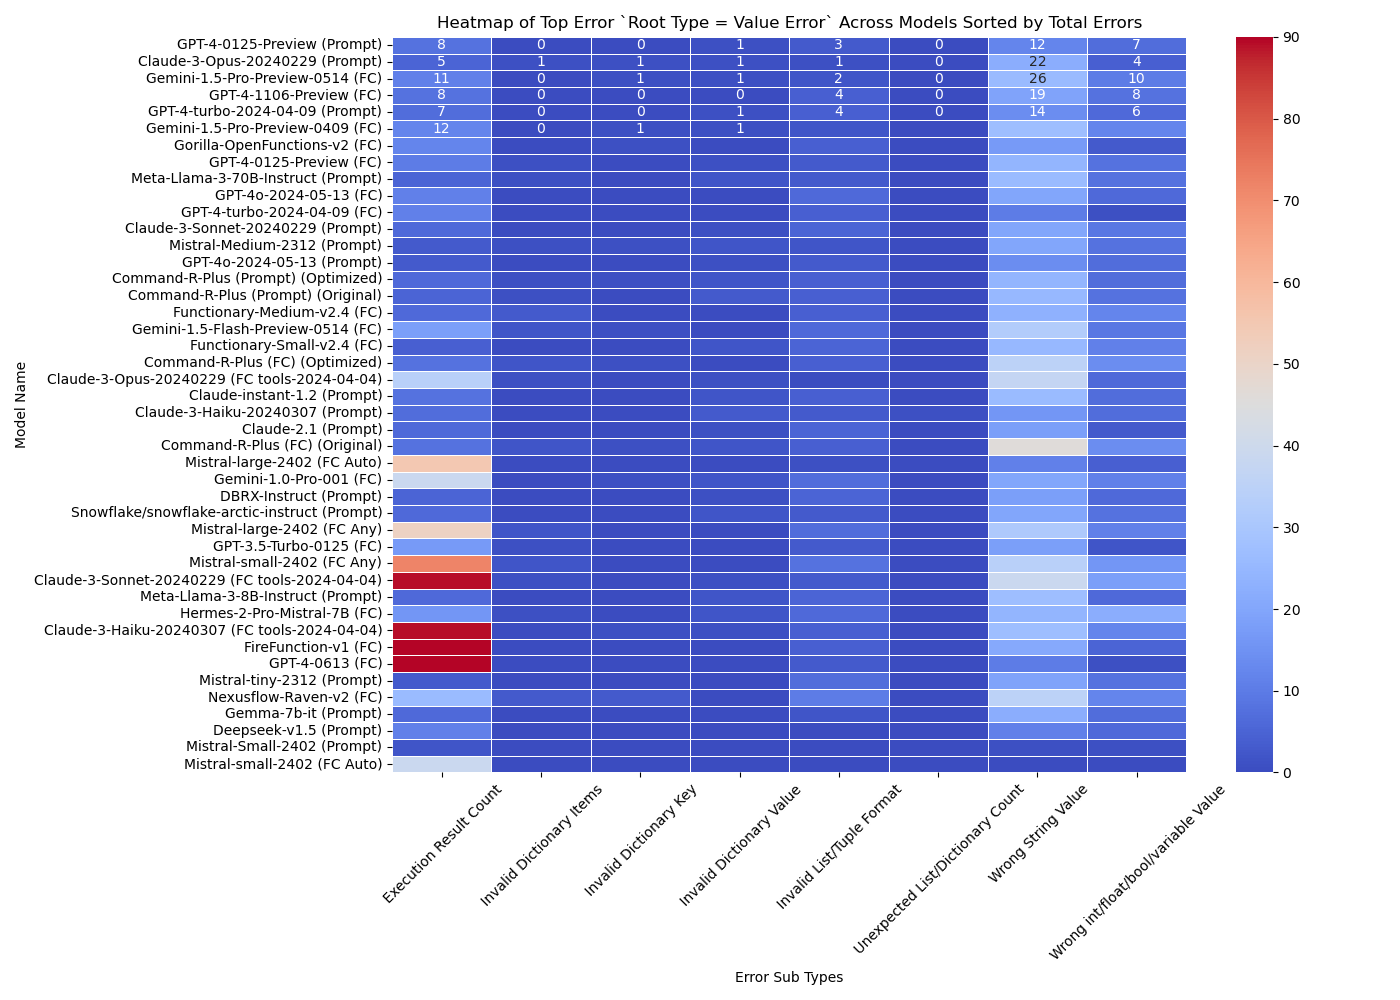 Heatmap of Top Error `Root Type = Value Error` Across Models Sorted by Total Errors
GPT-4-0125-Preview (Prompt) 8 0 0 1 3 0 12 7
Claude-3-Opus-20240229 (Prompt) 5 1 1 1 1 0 22 4
Gemini-1.5-Pro-Preview-0514 (FC) 11 0 1 1 2 0 26 10
GPT-4-1106-Preview (FC) 8 0 0 0 4 0 19 8
GPT-4-turbo-2024-04-09 (Prompt) 7 0 0 1 4 0 14 6
Gemini-1.5-Pro-Preview-0409 (FC) 12 0 1 1
Gorilla-OpenFunctions-v2 (FC)
GPT-4-0125-Preview (FC)
Meta-Llama-3-70B-Instruct (Prompt)
GPT-4o-2024-05-13 (FC)
GPT-4-turbo-2024-04-09 (FC)
Claude-3-Sonnet-20240229 (Prompt)
Mistral-Medium-2312 (Prompt)
GPT-4o-2024-05-13 (Prompt)
Command-R-Plus (Prompt) (Optimized)
Command-R-Plus (Prompt) (Original)
Functionary-Medium-v2.4 (FC)
Gemini-1.5-Flash-Preview-0514 (FC)
Functionary-Small-v2.4 (FC)
Command-R-Plus (FC) (Optimized)
Claude-3-Opus-20240229 (FC tools-2024-04-04)
Claude-instant-1.2 (Prompt)
Claude-3-Haiku-20240307 (Prompt)
Claude-2.1 (Prompt)
Command-R-Plus (FC) (Original)
Mistral-large-2402 (FC Auto)
Gemini-1.0-Pro-001 (FC)
DBRX-Instruct (Prompt)
Snowflake/snowflake-arctic-instruct (Prompt)
Mistral-large-2402 (FC Any)
GPT-3.5-Turbo-0125 (FC)
Mistral-small-2402 (FC Any)
Claude-3-Sonnet-20240229 (FC tools-2024-04-04)
Meta-Llama-3-8B-Instruct (Prompt)
Hermes-2-Pro-Mistral-7B (FC)
Claude-3-Haiku-20240307 (FC tools-2024-04-04)
FireFunction-v1 (FC)
GPT-4-0613 (FC)
Mistral-tiny-2312 (Prompt)
Nexusflow-Raven-v2 (FC)
Gemma-7b-it (Prompt)
Deepseek-v1.5 (Prompt)
Mistral-Small-2402 (Prompt)
Mistral-small-2402 (FC Auto)
Model Name
Execution Result Count
Invalid Dictionary Items
Invalid Dictionary Key
Invalid Dictionary Value
Invalid List/Tuple Format
Unexpected List/Dictionary Count
Wrong String Value
Wrong int/float/bool/variable Value
Error Sub Types
90
80
70
60
50
40
30
20
10
0